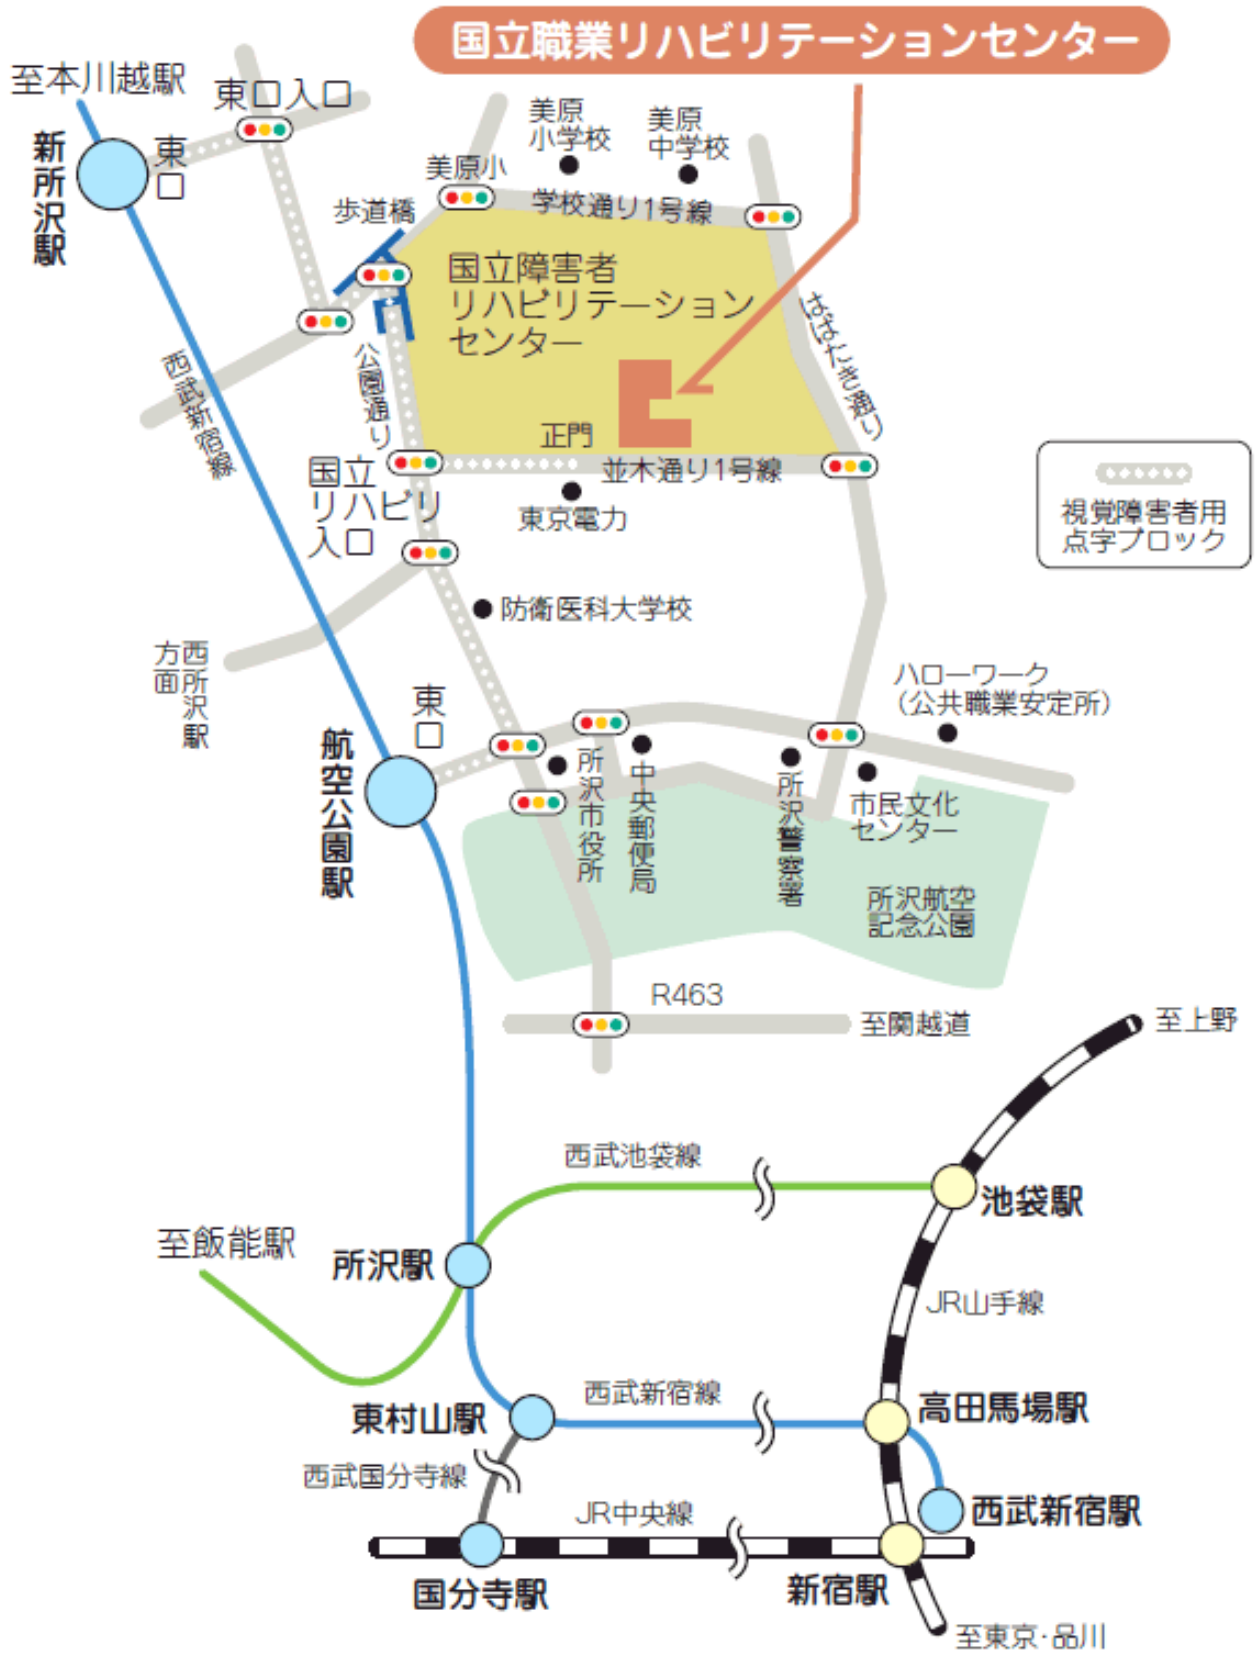 国立職業リハビリテーションセンター
至本川越駅
東口入口
新所沢駅
東口
美原
小学校
美原
中学校
美原小
学校通り1号線
歩道橋
国立障害者
リハビリテーション
センター
はばたき通り
西武新宿線
公園通り
正門
並木通り1号線
国立
リハビリ
入口
東京電力
視覚障害者用
点字ブロック
防衛医科大学校
西所沢駅
方面
東口
ハローワーク
(公共職業安定所)
航空公園駅
所沢市役所
中央郵便局
所沢警察署
市民文化
センター
所沢航空
記念公園
R463
至関越道
至上野
西武池袋線
池袋駅
至飯能駅
所沢駅
JR山手線
西武新宿線
東村山駅
高田馬場駅
西武国分寺線
JR中央線
西武新宿駅
国分寺駅
新宿駅
至東京・品川